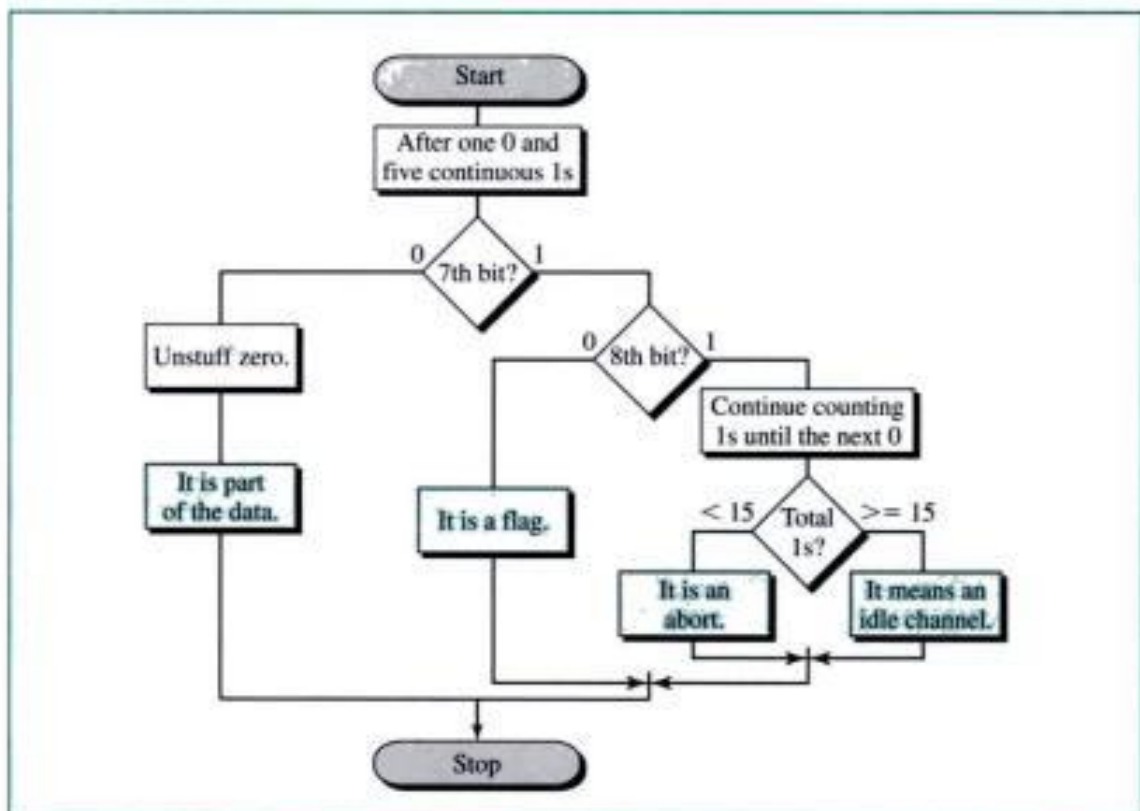 Start
After one 0 and
five continuous 1s
0
1
7th bit?
Unstuff zero.
0
1
8th bit?
Continue counting
1s until the next 0
It is part
of the data.
It is a flag.
< 15
>= 15
Total
1s?
It is an
abort.
It means an
idle channel.
Stop